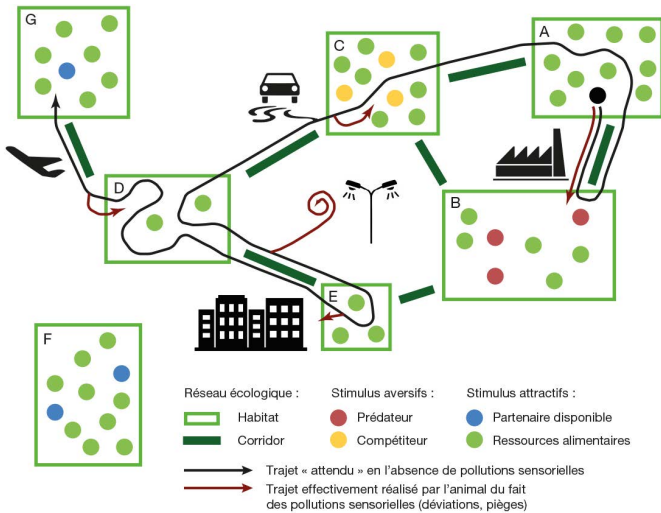 G
C
A
D
B
E
F
Réseau écologique :
Habitat
Corridor
Stimulus aversifs :
Prédateur
Compétiteur
Stimulus attractifs :
Partenaire disponible
Ressources alimentaires
Trajet « attendu » en l’absence de pollutions sensorielles
Trajet effectivement réalisé par l’animal du fait
des pollutions sensorielles (déviations, pièges)